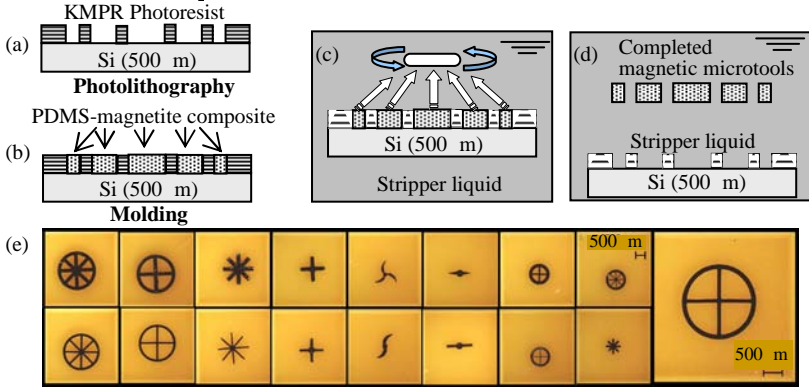 KMPR Photoresist
(a)
Si (500 m)
Photolithography
PDMS-magnetite composite
(b)
Si (500 m)
Molding
(c)
Si (500 m)
Stripper liquid
(d)
Completed
magnetic microtools
Stripper liquid
Si (500 m)
(e)
500 m
500 m